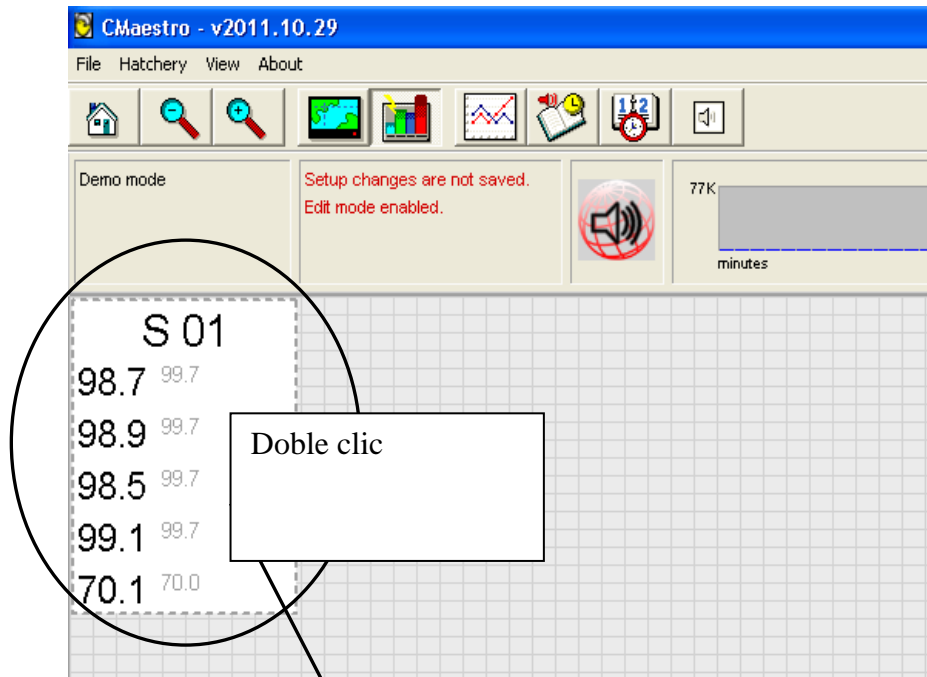 CMaestro - v2011.10.29
File Hatchery View About
Demo mode
Setup changes are not saved.
Edit mode enabled.
77K
minutes
S 01
98.7 99.7
98.9 99.7
98.5 99.7
99.1 99.7
70.1 70.0
Doble clic